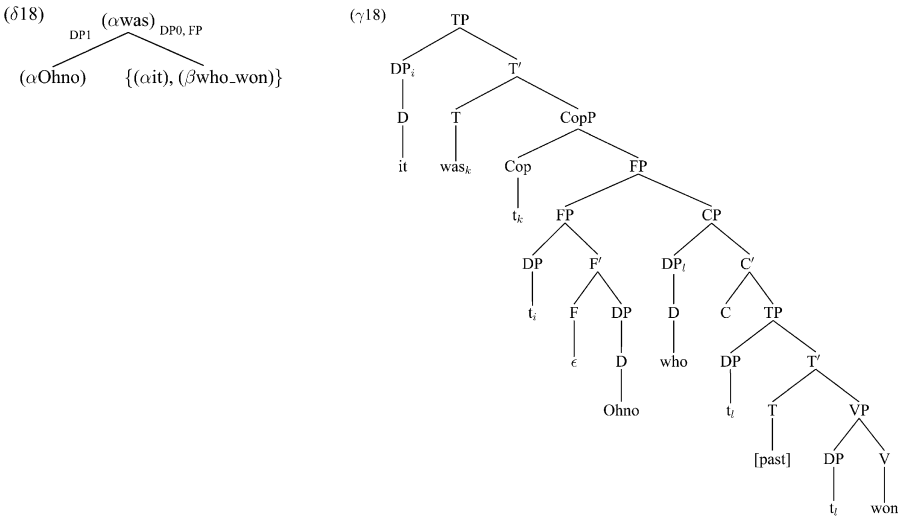 (δ18)
(αwas)
DP1
DP0, FP
(αOhno)
{(αit), (βwho_won)}
(γ18)
TP
DPᵢ
T′
D
T
CopP
it
wasₖ
Cop
FP
tₖ
FP
CP
DP
F′
DPₗ
C′
tᵢ
F
DP
D
C
TP
ϵ
D
who
DP
T′
Ohno
tₗ
T
VP
[past]
DP
V
tₗ
won